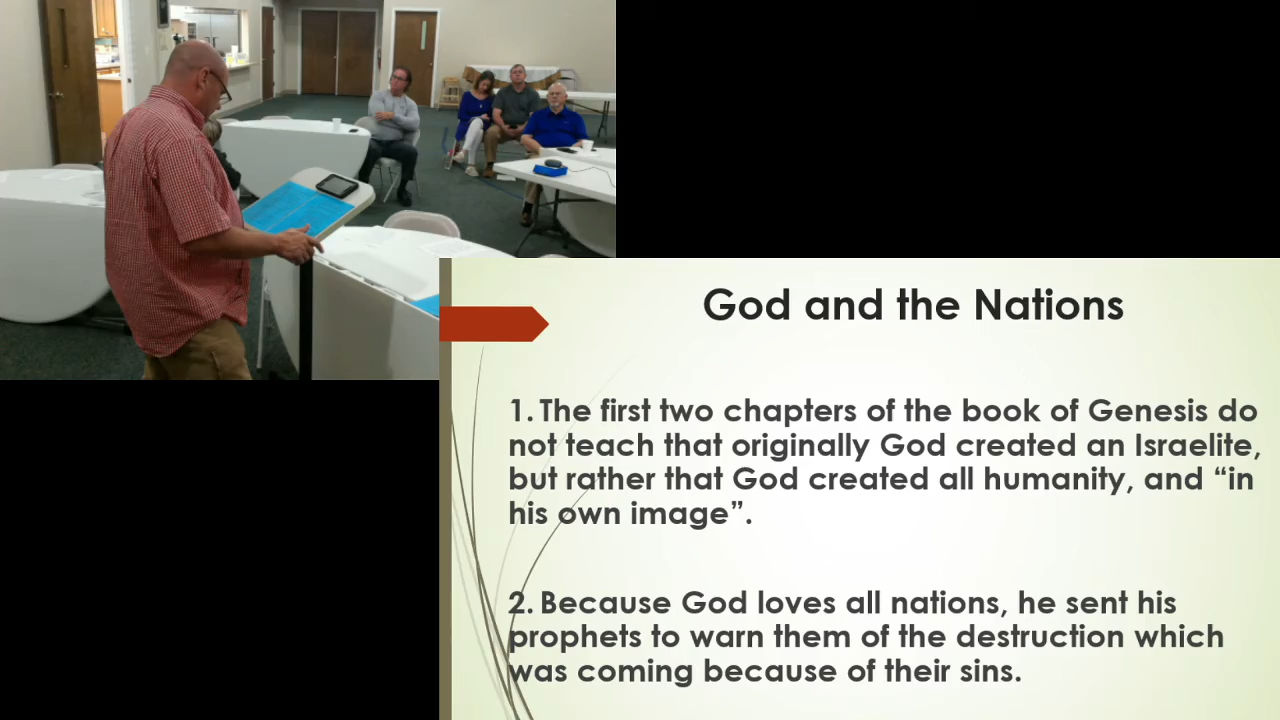 God and the Nations
1. The first two chapters of the book of Genesis do
not teach that originally God created an Israelite,
but rather that God created all humanity, and “in
his own image”.
2. Because God loves all nations, he sent his
prophets to warn them of the destruction which
was coming because of their sins.